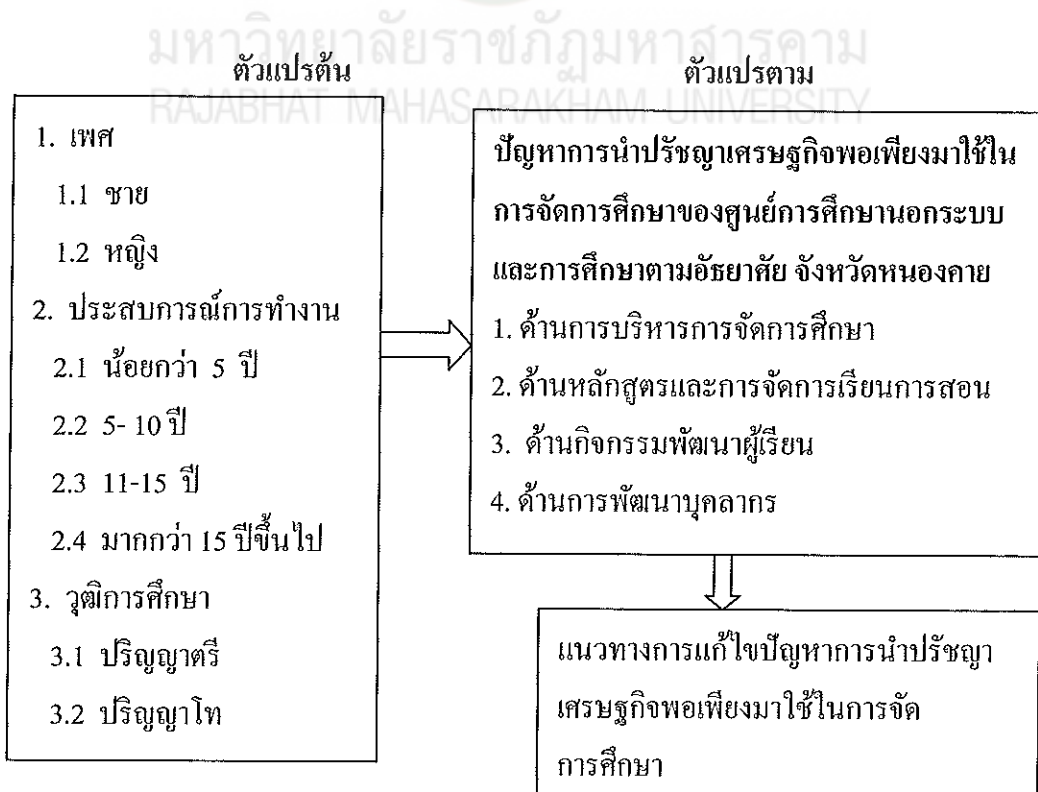 มหาวิทยาลัยราชภัฏมหาสารคาม
RAJABHAT MAHASARAKHAM UNIVERSITY
ตัวแปรต้น
1. เพศ
1.1 ชาย
1.2 หญิง
2. ประสบการณ์การทำงาน
2.1 น้อยกว่า 5 ปี
2.2 5- 10 ปี
2.3 11-15 ปี
2.4 มากกว่า 15 ปีขึ้นไป
3. วุฒิการศึกษา
3.1 ปริญญาตรี
3.2 ปริญญาโท
ตัวแปรตาม
ปัญหาการนำปรัชญาเศรษฐกิจพอเพียงมาใช้ใน
การจัดการศึกษาของศูนย์การศึกษานอกระบบ
และการศึกษาตามอัธยาศัย จังหวัดหนองคาย
1. ด้านการบริหารการจัดการศึกษา
2. ด้านหลักสูตรและการจัดการเรียนการสอน
3. ด้านกิจกรรมพัฒนาผู้เรียน
4. ด้านการพัฒนาบุคลากร
แนวทางการแก้ไขปัญหาการนำปรัชญา
เศรษฐกิจพอเพียงมาใช้ในการจัด
การศึกษา